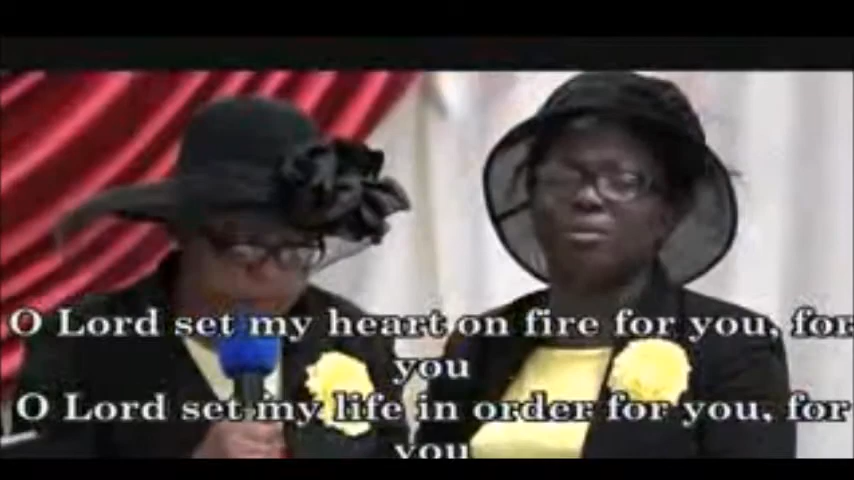 O Lord set my heart on fire for you, for
you
O Lord set my life in order for you, for
you